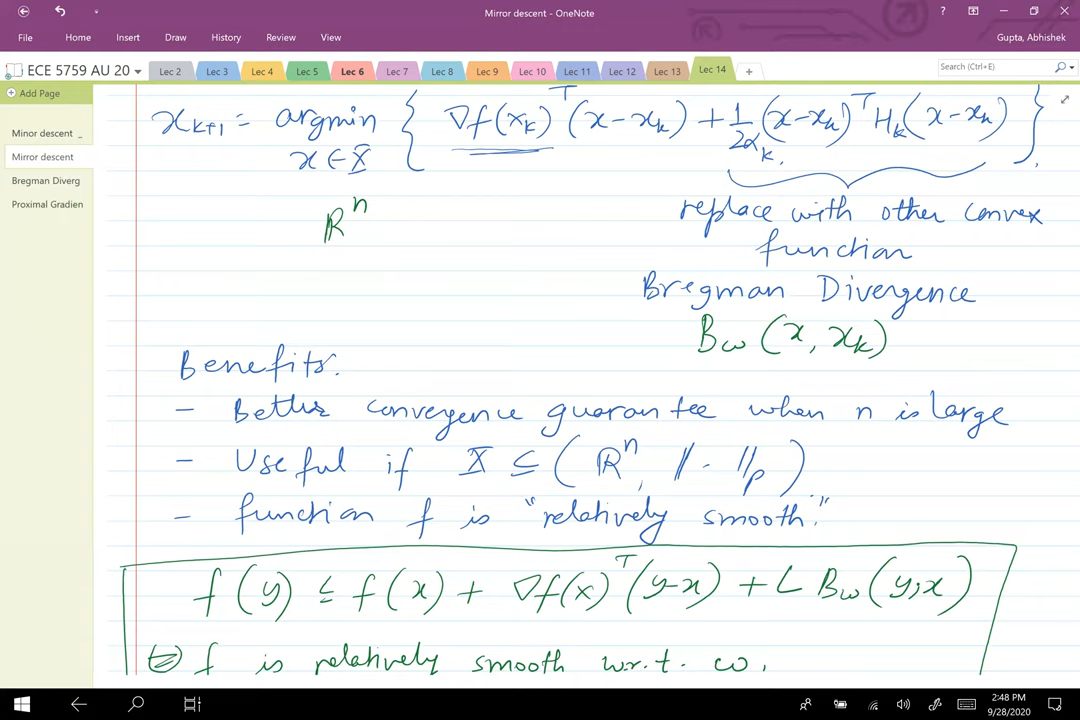 Mirror descent - OneNote
?
Gupta, Abhishek
File Home Insert Draw History Review View
ECE 5759 AU 20
Lec 2 Lec 3 Lec 4 Lec 5 Lec 6 Lec 7 Lec 8 Lec 9 Lec 10 Lec 11 Lec 12 Lec 13 Lec 14 +
Search (Ctrl+E)
Add Page
Minor descent _
Mirror descent
Bregman Diverg
Proximal Gradien
x_{k+1} = argmin_{x ∈ X} { ∇f(x_k)^T (x - x_k) + 1/(2α_k) (x - x_k)^T H_k (x - x_k) }
ℝ^n
replace with other convex
function
Bregman Divergence
B_ω (x, x_k)
Benefits.
- Better convergence guarantee when n is large
- Useful if X ⊆ (ℝ^n, ||·||_p)
- function f is "relatively smooth."
f(y) ≤ f(x) + ∇f(x)^T (y-x) + L B_ω(y,x)
f is relatively smooth w.r.t. ω.
2:48 PM
9/28/2020